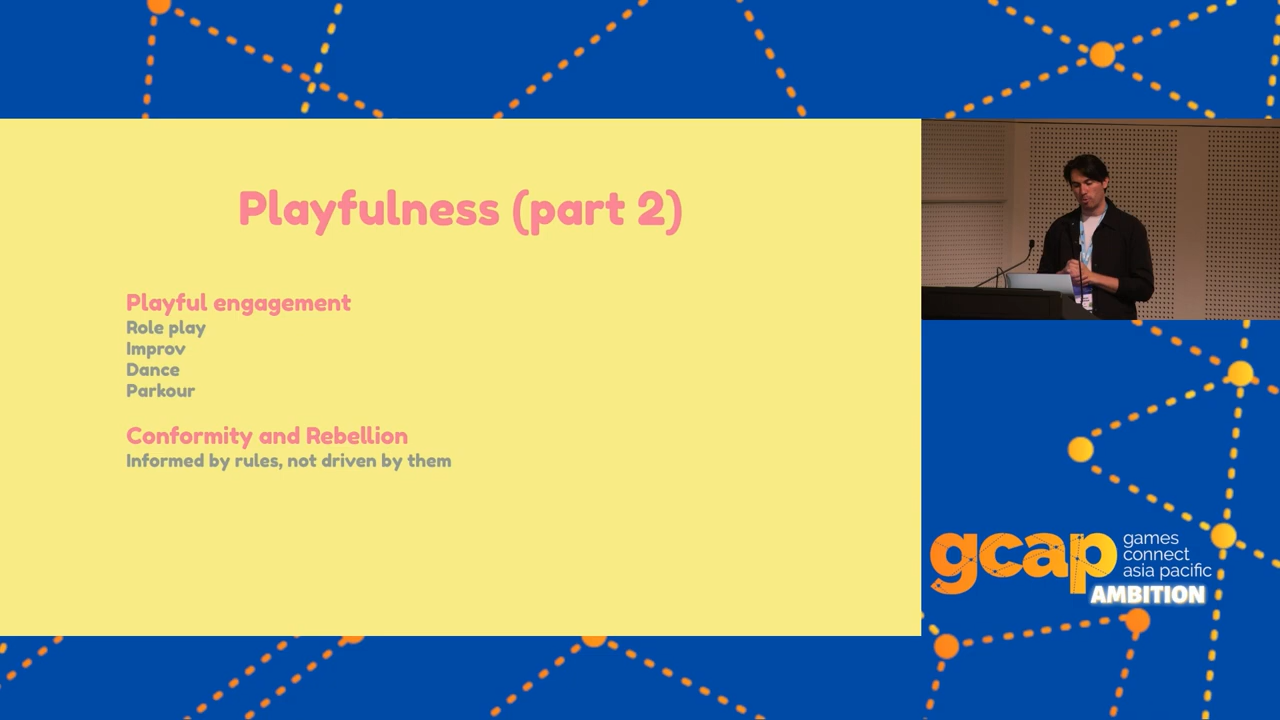 Playfulness (part 2)
Playful engagement
Role play
Improv
Dance
Parkour
Conformity and Rebellion
Informed by rules, not driven by them
gcap
games
connect
asia pacific
AMBITION